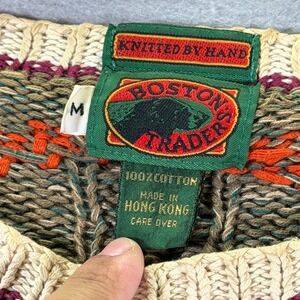 KNITTED BY HAND
M
BOSTON
TRADERS
100% COTTON
MADE IN
HONG KONG
CARE OVER